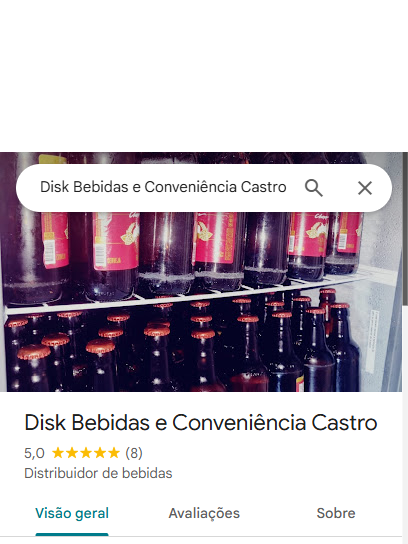 Disk Bebidas e Conveniência Castro
Disk Bebidas e Conveniência Castro
5,0 ★★★★★ (8)
Distribuidor de bebidas
Visão geral Avaliações Sobre